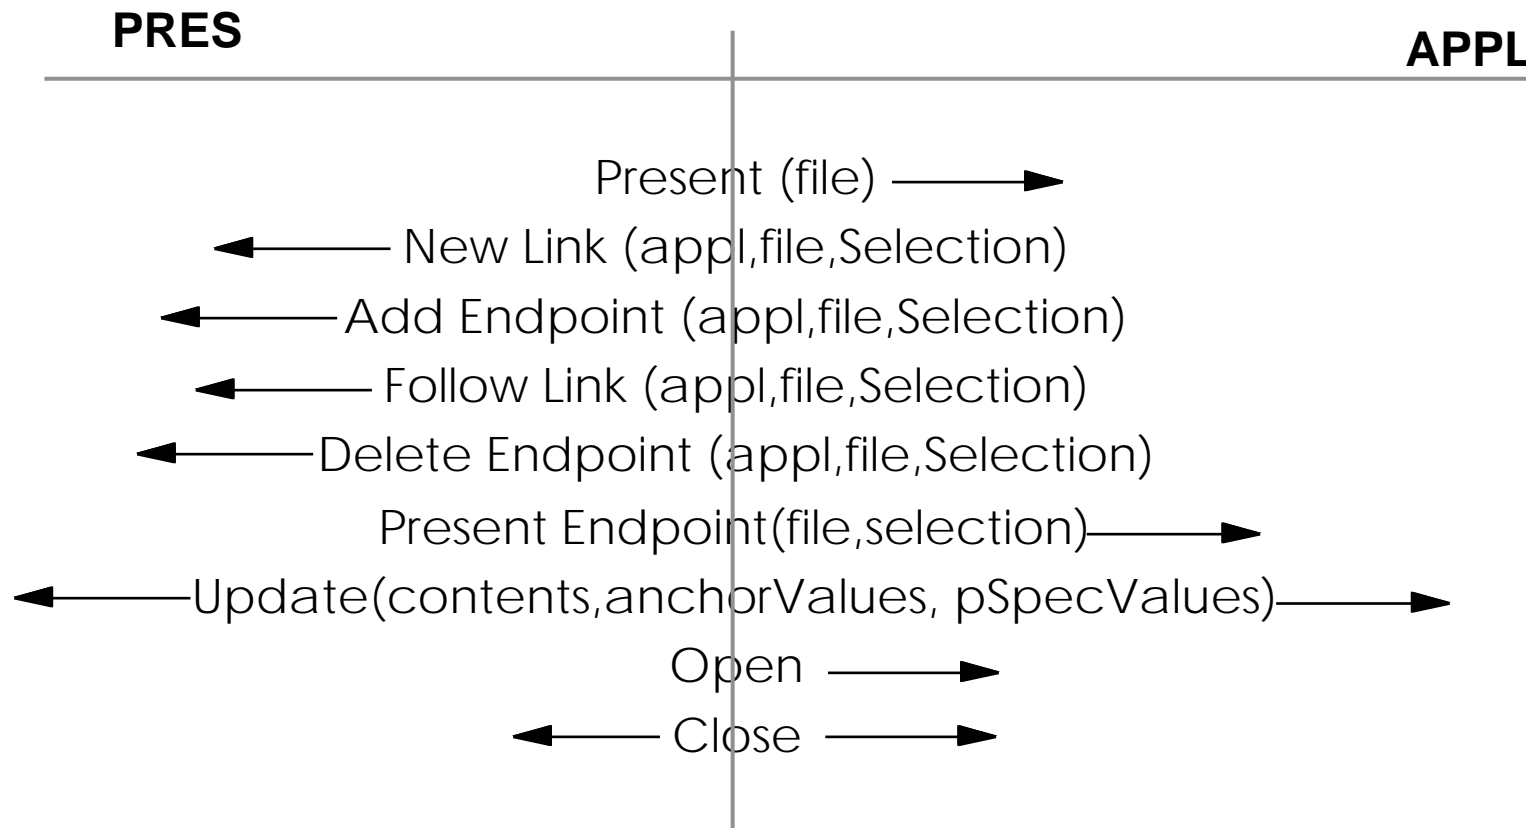 PRES
APPL
Present (file)
New Link (appl,file,Selection)
Add Endpoint (appl,file,Selection)
Follow Link (appl,file,Selection)
Delete Endpoint (appl,file,Selection)
Present Endpoint(file,selection)
Update(contents,anchorValues, pSpecValues)
Open
Close